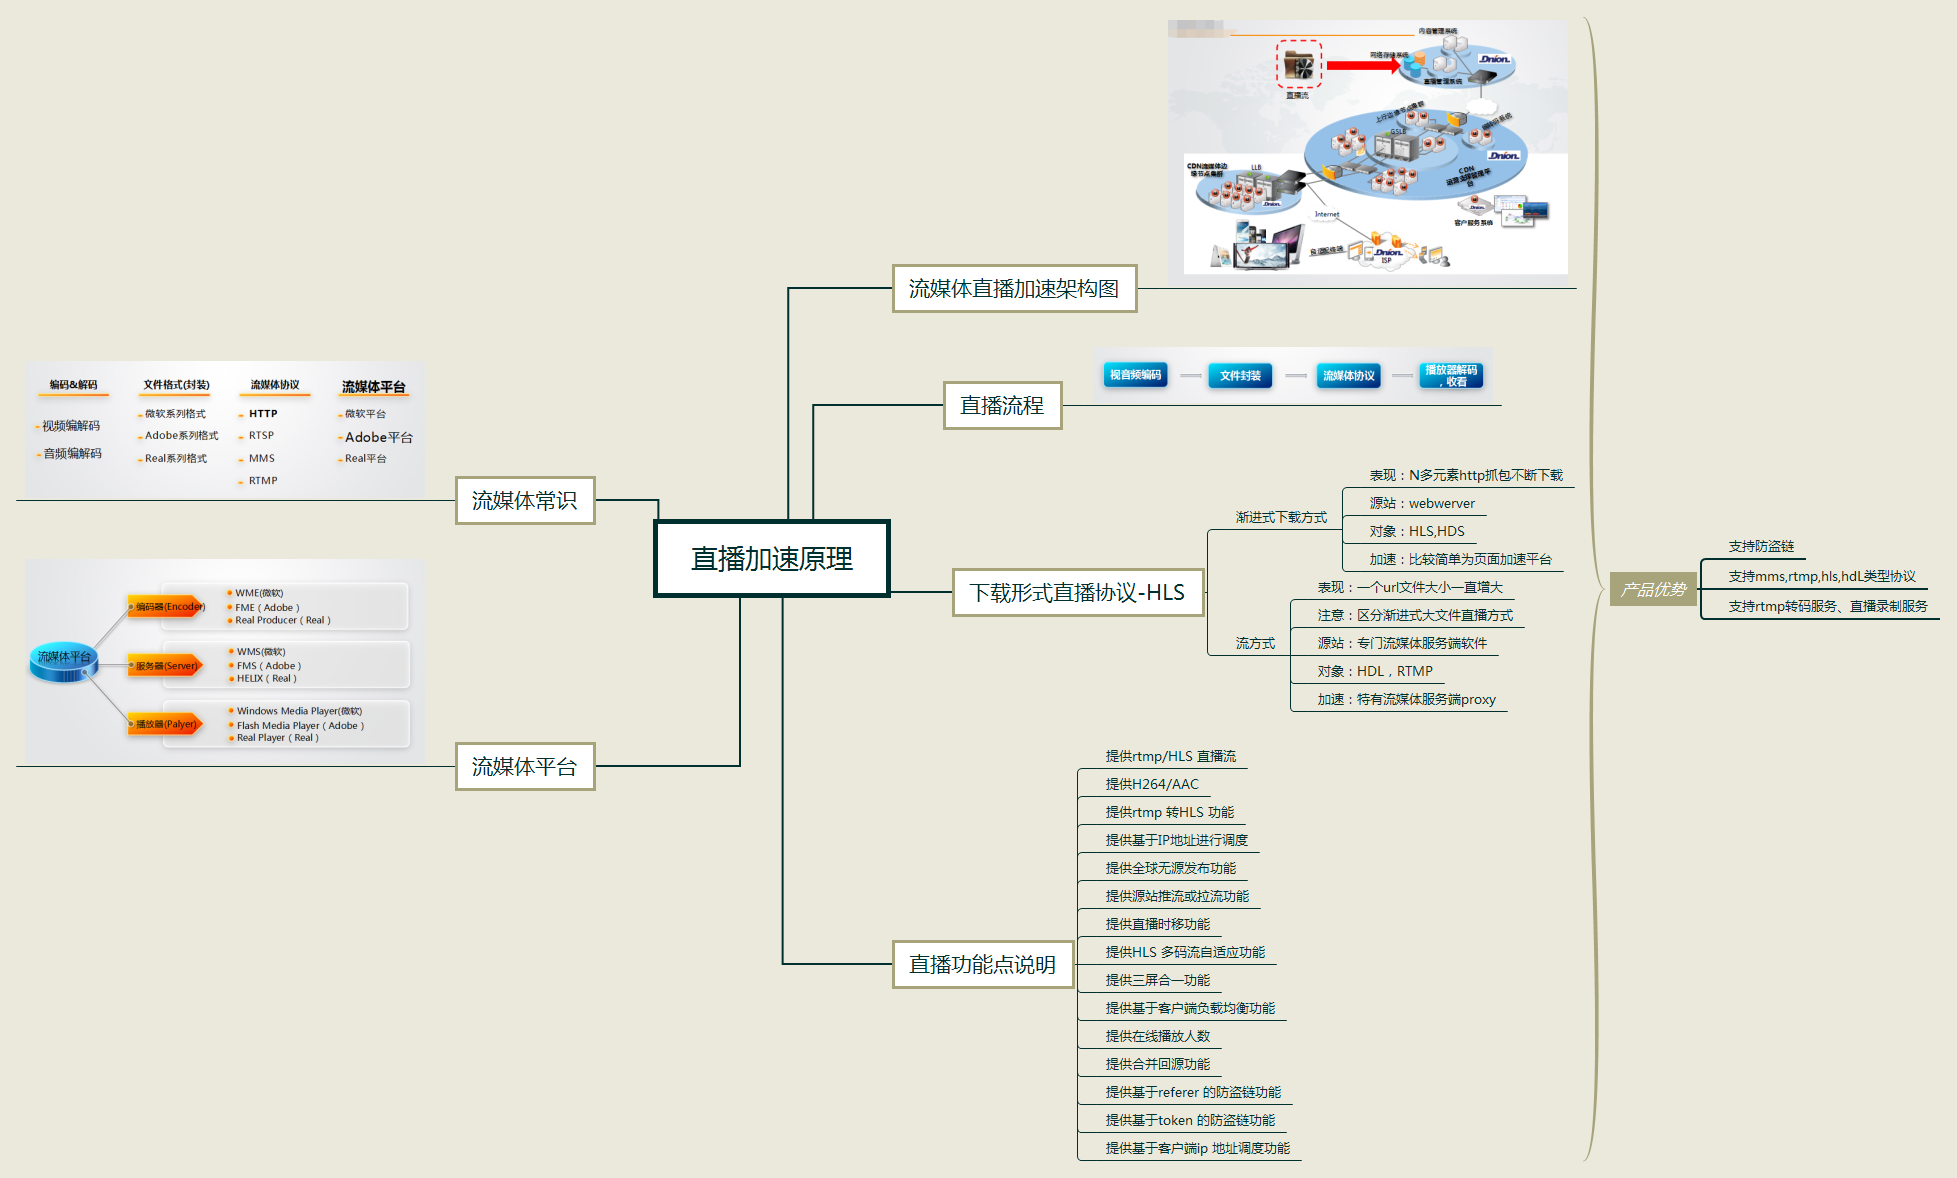 直播加速原理
流媒体常识
编码&解码
视频编解码
音频编解码
文件格式(封装)
微软系列格式
Adobe系列格式
Real系列格式
流媒体协议
HTTP
RTSP
MMS
RTMP
流媒体平台
微软平台
Adobe平台
Real平台
流媒体平台
流媒体平台
编码器(Encoder)
WME(微软)
FME（Adobe）
Real Producer（Real）
服务器(Server)
WMS(微软)
FMS（Adobe）
HELIX（Real）
播放器(Palyer)
Windows Media Player(微软)
Flash Media Player（Adobe）
Real Player（Real）
流媒体直播加速架构图
内容管理系统
网络存储系统
Dnion
直播管理系统
直播流
GSLB
Dnion
CDN
CDN流媒体边
缘节点集群
LLB
Dnion
Internet
Dnion
客户服务系统
Dnion
ISP
直播流程
视音频编码
文件封装
流媒体协议
播放器解码
，收看
下载形式直播协议-HLS
渐进式下载方式
表现：N多元素http抓包不断下载
源站：webwerver
对象：HLS,HDS
加速：比较简单为页面加速平台
流方式
表现：一个url文件大小一直增大
注意：区分渐进式大文件直播方式
源站：专门流媒体服务端软件
对象：HDL，RTMP
加速：特有流媒体服务端proxy
直播功能点说明
提供rtmp/HLS 直播流
提供H264/AAC
提供rtmp 转HLS 功能
提供基于IP地址进行调度
提供全球无源发布功能
提供源站推流或拉流功能
提供直播时移功能
提供HLS 多码流自适应功能
提供三屏合一功能
提供基于客户端负载均衡功能
提供在线播放人数
提供合并回源功能
提供基于referer 的防盗链功能
提供基于token 的防盗链功能
提供基于客户端ip 地址调度功能
产品优势
支持防盗链
支持mms,rtmp,hls,hdL类型协议
支持rtmp转码服务、直播录制服务